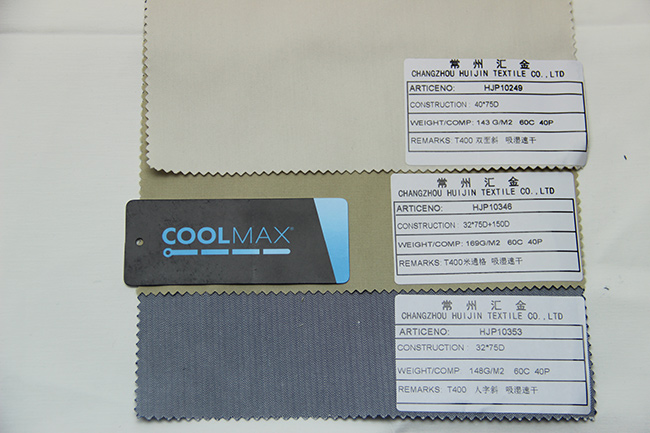 常 州 汇 金
CHANGZHOU HUIJIN TEXTILE CO.,LTD
ARTICENO: HJP10249
CONSTRUCTION: 40*75D
WEIGHT/COMP: 143 G/M2 60C 40P
REMARKS: T400 双面斜 吸湿速干
常 州 汇 金
CHANGZHOU HUIJIN TEXTILE CO.,LTD
ARTICENO: HJP10346
CONSTRUCTION: 32*75D+150D
WEIGHT/COMP: 169G/M2 60C 40P
REMARKS: T400米通格 吸湿速干
COOLMAX®
常 州 汇 金
CHANGZHOU HUIJIN TEXTILE CO.,LTD
ARTICENO: HJP10353
CONSTRUCTION: 32*75D
WEIGHT/COMP 148G/M2 60C 40P
REMARKS: T400 人字斜 吸湿速干